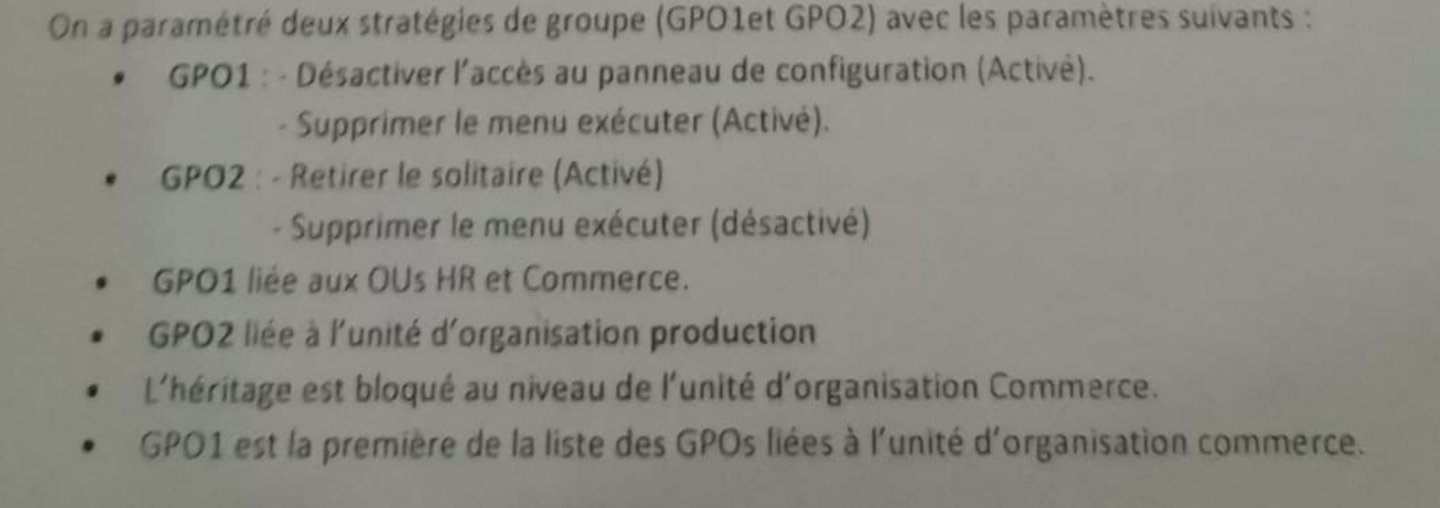 On a paramétré deux stratégies de groupe (GPO1et GPO2) avec les paramètres suivants :
• GPO1 : - Désactiver l'accès au panneau de configuration (Activé).
- Supprimer le menu exécuter (Activé).
• GPO2 : - Retirer le solitaire (Activé)
- Supprimer le menu exécuter (désactivé)
• GPO1 liée aux OUs HR et Commerce.
• GPO2 liée à l'unité d'organisation production
• L'héritage est bloqué au niveau de l'unité d'organisation Commerce.
• GPO1 est la première de la liste des GPOs liées à l'unité d'organisation commerce.